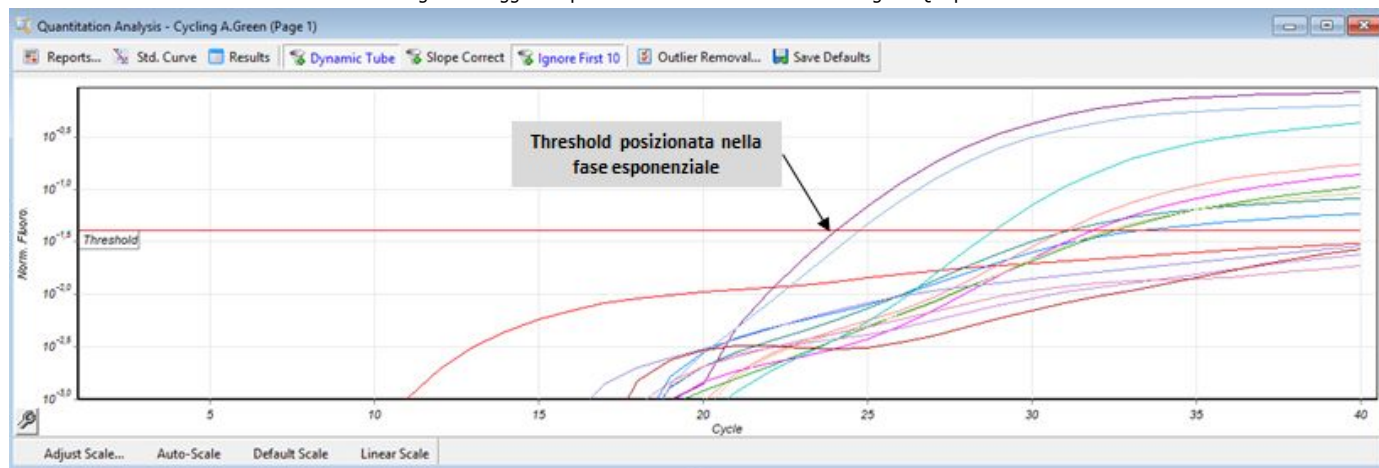 Quantitation Analysis - Cycling A.Green (Page 1)
Reports... Std. Curve Results Dynamic Tube Slope Correct Ignore First 10 Outlier Removal... Save Defaults
10^-0,5
10^-1,0
10^-1,5
10^-2,0
10^-2,5
10^-3,0
Norm. Fluoro.
Threshold
Threshold posizionata nella
fase esponenziale
5 10 15 20 25 30 35 40
Cycle
Adjust Scale... Auto-Scale Default Scale Linear Scale